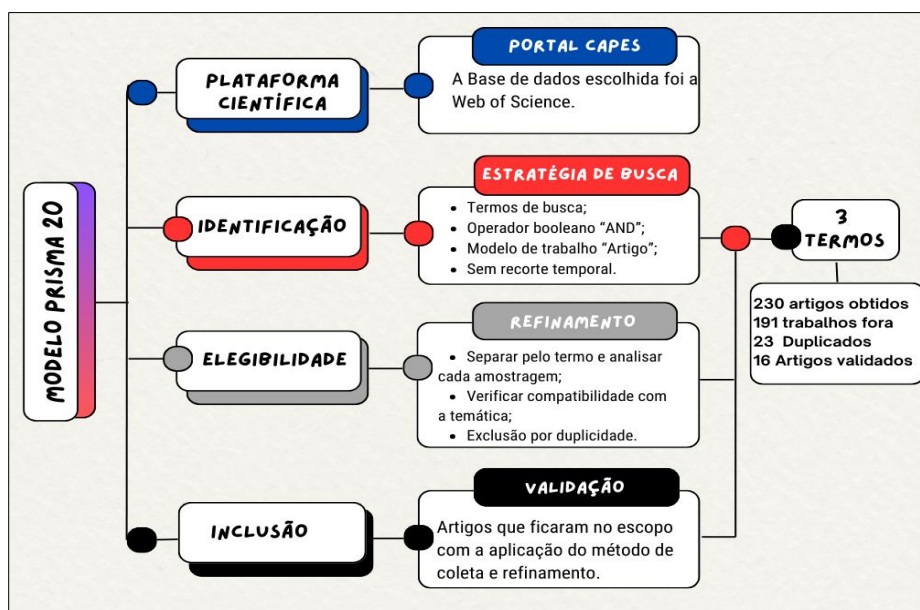 MODELO PRISMA 20
PLATAFORMA
CIENTÍFICA
PORTAL CAPES
A Base de dados escolhida foi a
Web of Science.
IDENTIFICAÇÃO
ESTRATÉGIA DE BUSCA
• Termos de busca;
• Operador booleano “AND”;
• Modelo de trabalho “Artigo”;
• Sem recorte temporal.
3
TERMOS
230 artigos obtidos
191 trabalhos fora
23 Duplicados
16 Artigos validados
ELEGIBILIDADE
REFINAMENTO
• Separar pelo termo e analisar
cada amostragem;
• Verificar compatibilidade com
a temática;
• Exclusão por duplicidade.
INCLUSÃO
VALIDAÇÃO
Artigos que ficaram no escopo
com a aplicação do método de
coleta e refinamento.